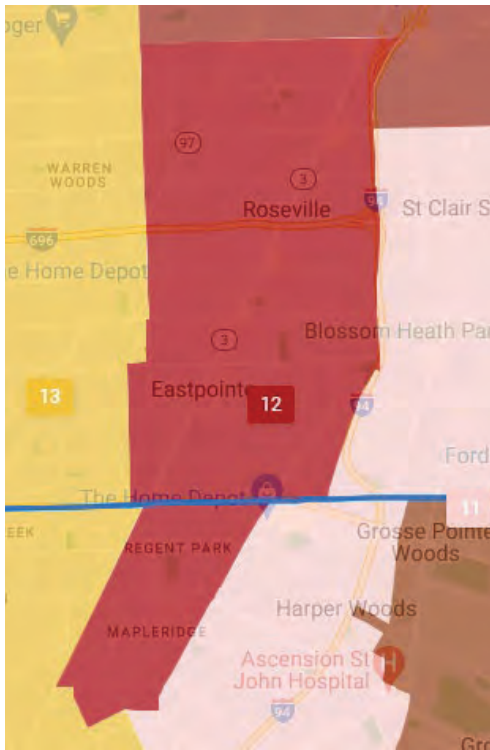 oger
97
WARREN
WOODS
3
94
Roseville
St Clair S
696
e Home Depot
3
Blossom Heath Par
13
Eastpointe
12
94
Ford
The Home Depot
11
EEK
REGENT PARK
Grosse Pointe
Woods
Harper Woods
MAPLERIDGE
Ascension St
John Hospital
H
94
Gro